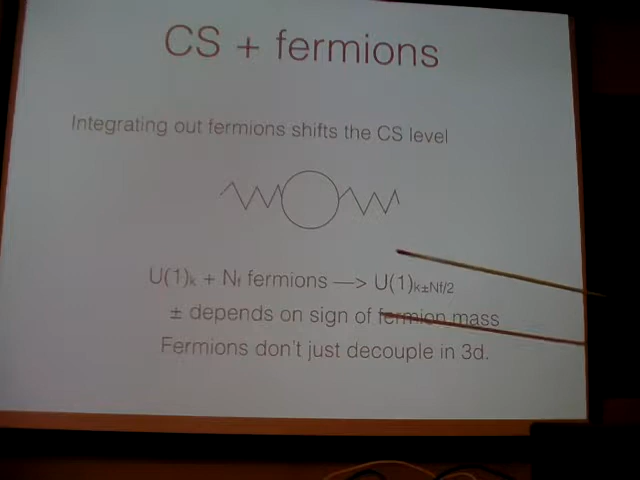 CS + fermions
Integrating out fermions shifts the CS level
U(1)k + Nf fermions —> U(1)k±Nf/2
± depends on sign of fermion mass
Fermions don't just decouple in 3d.